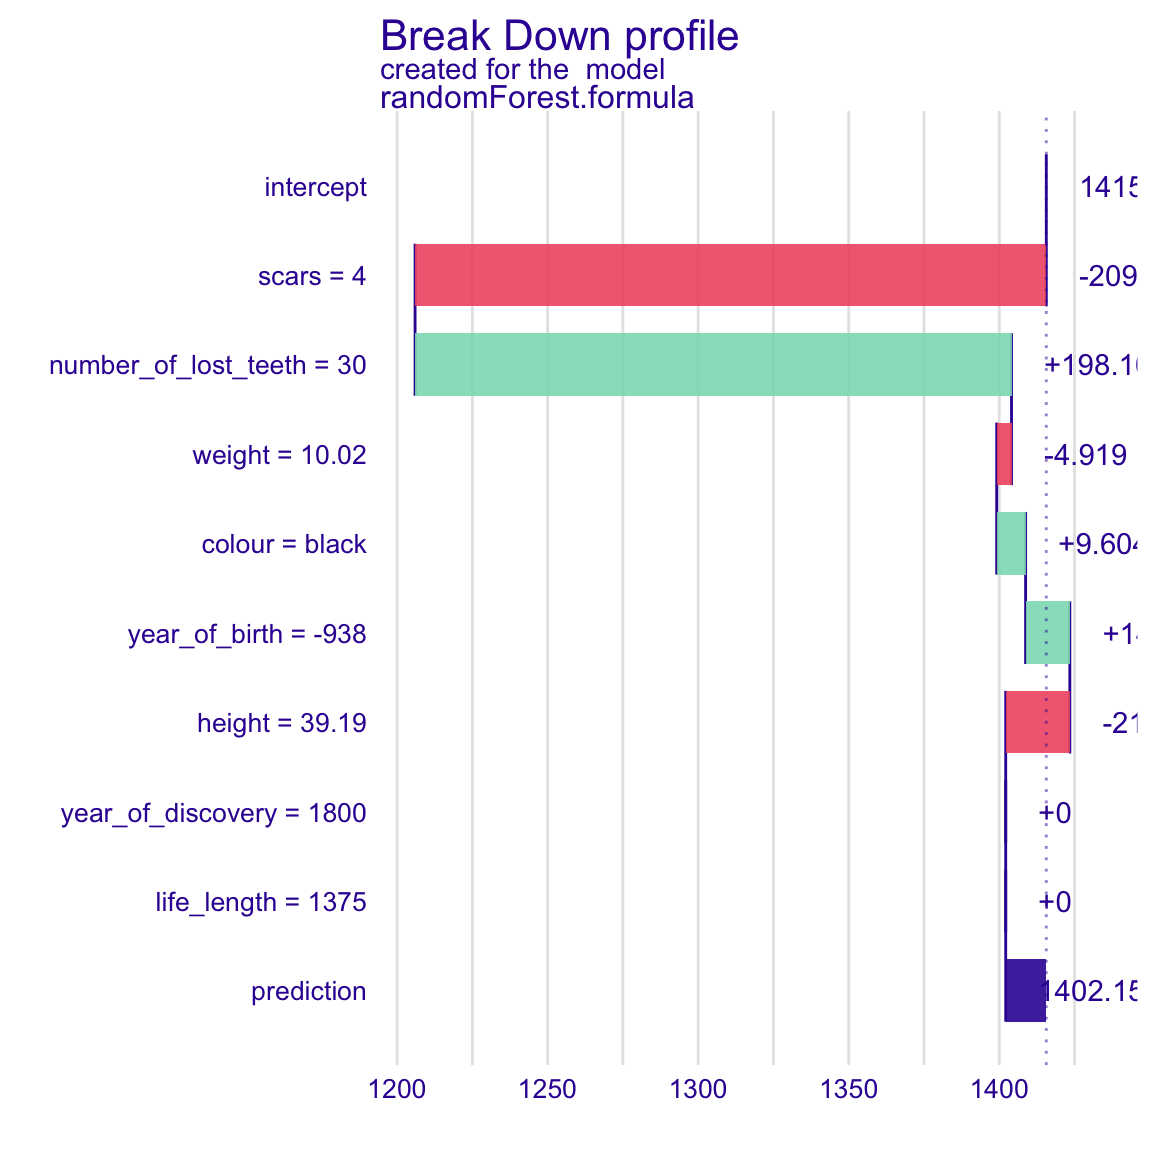 Break Down profile
created for the model
randomForest.formula
intercept 1415
scars = 4 -209
number_of_lost_teeth = 30 +198.1
weight = 10.02 -4.919
colour = black +9.604
year_of_birth = -938 +14
height = 39.19 -21
year_of_discovery = 1800 +0
life_length = 1375 +0
prediction 1402.15
1200 1250 1300 1350 1400